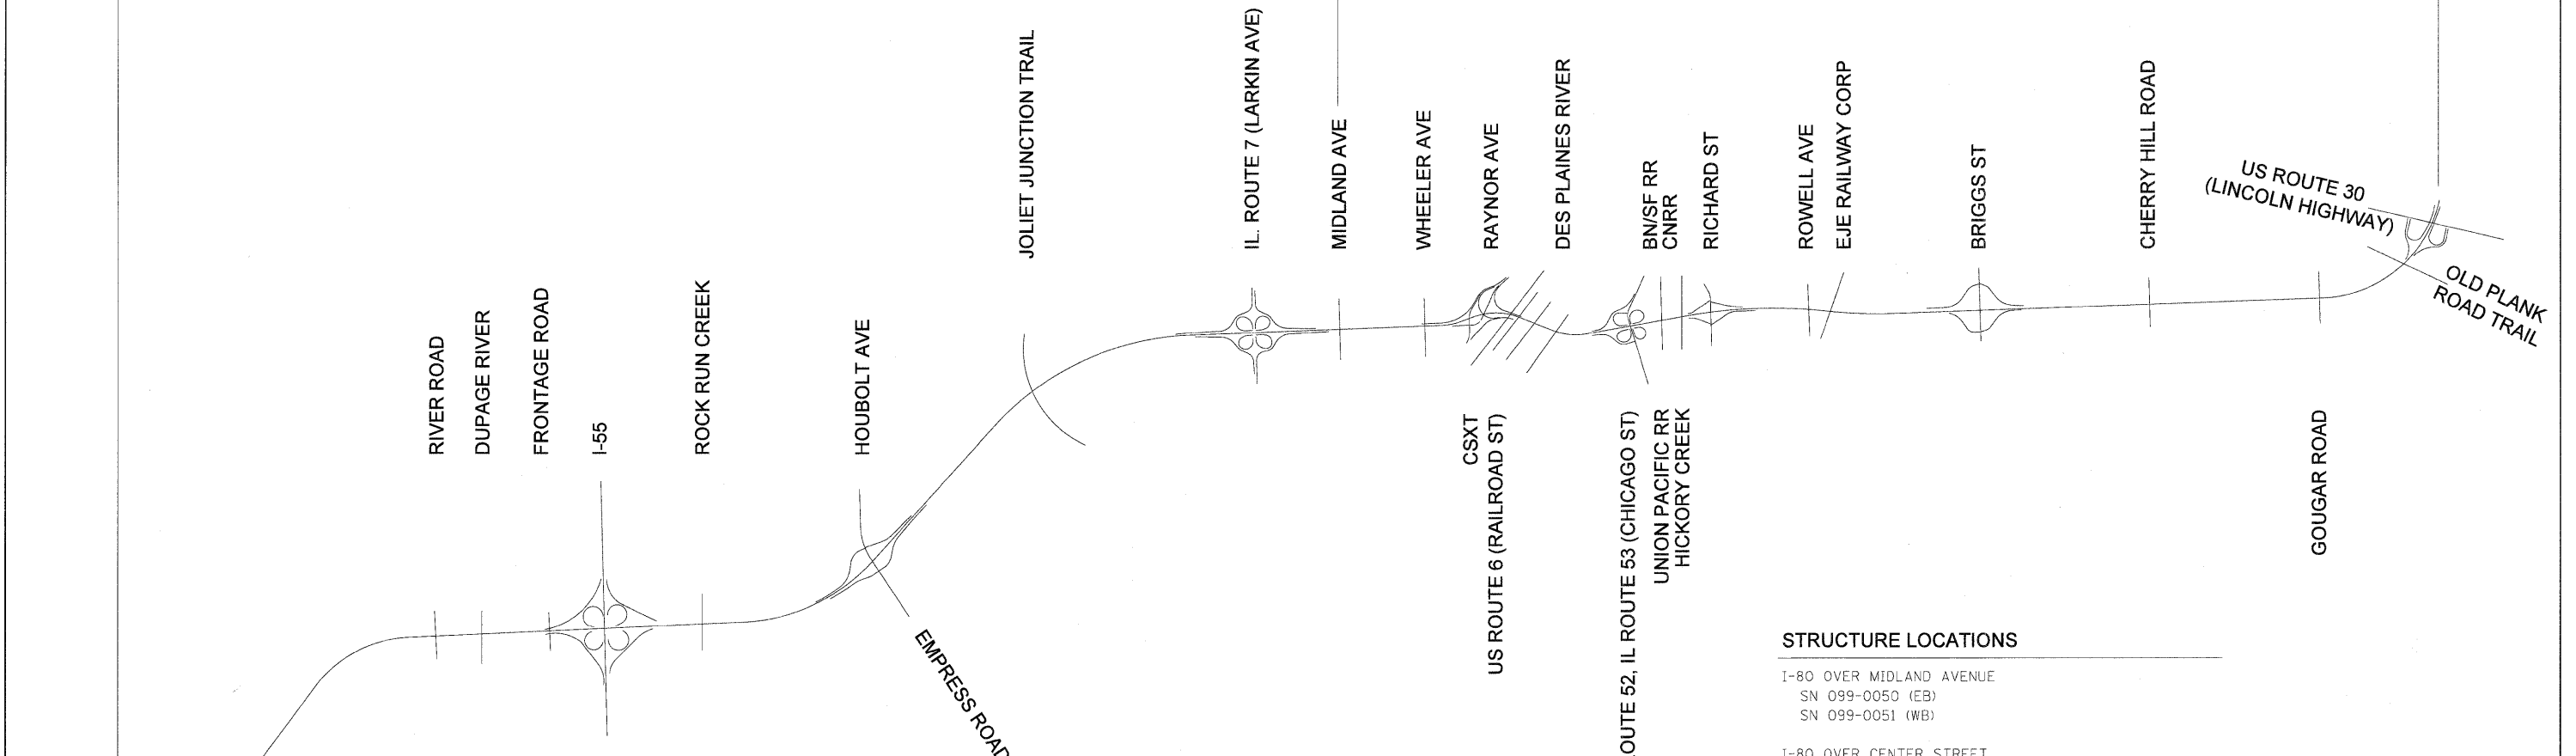 RIVER ROAD
DUPAGE RIVER
FRONTAGE ROAD
I-55
ROCK RUN CREEK
HOUBOLT AVE
EMPRESS ROAD
JOLIET JUNCTION TRAIL
IL. ROUTE 7 (LARKIN AVE)
MIDLAND AVE
WHEELER AVE
RAYNOR AVE
DES PLAINES RIVER
BN/SF RR
CNRR
RICHARD ST
ROWELL AVE
EJE RAILWAY CORP
BRIGGS ST
CHERRY HILL ROAD
US ROUTE 30
(LINCOLN HIGHWAY)
OLD PLANK
ROAD TRAIL
CSXT
US ROUTE 6 (RAILROAD ST)
OUTE 52, IL ROUTE 53 (CHICAGO ST)
UNION PACIFIC RR
HICKORY CREEK
GOUGAR ROAD
STRUCTURE LOCATIONS
I-80 OVER MIDLAND AVENUE
SN 099-0050 (EB)
SN 099-0051 (WB)
I-80 OVER CENTER STREET